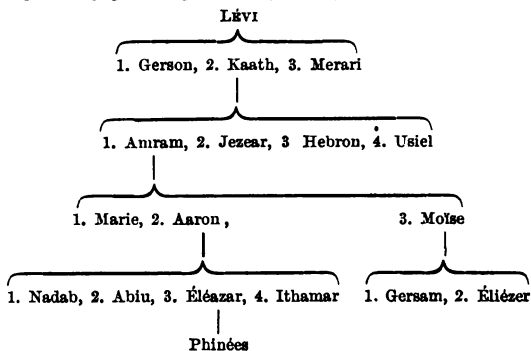 LÉVI
1. Gerson, 2. Kaath, 3. Merari
1. Amram, 2. Jezear, 3 Hebron, 4. Usiel
1. Marie, 2. Aaron, 3. Moïse
1. Nadab, 2. Abiu, 3. Éléazar, 4. Ithamar 1. Gersam, 2. Éliézer
Phinées